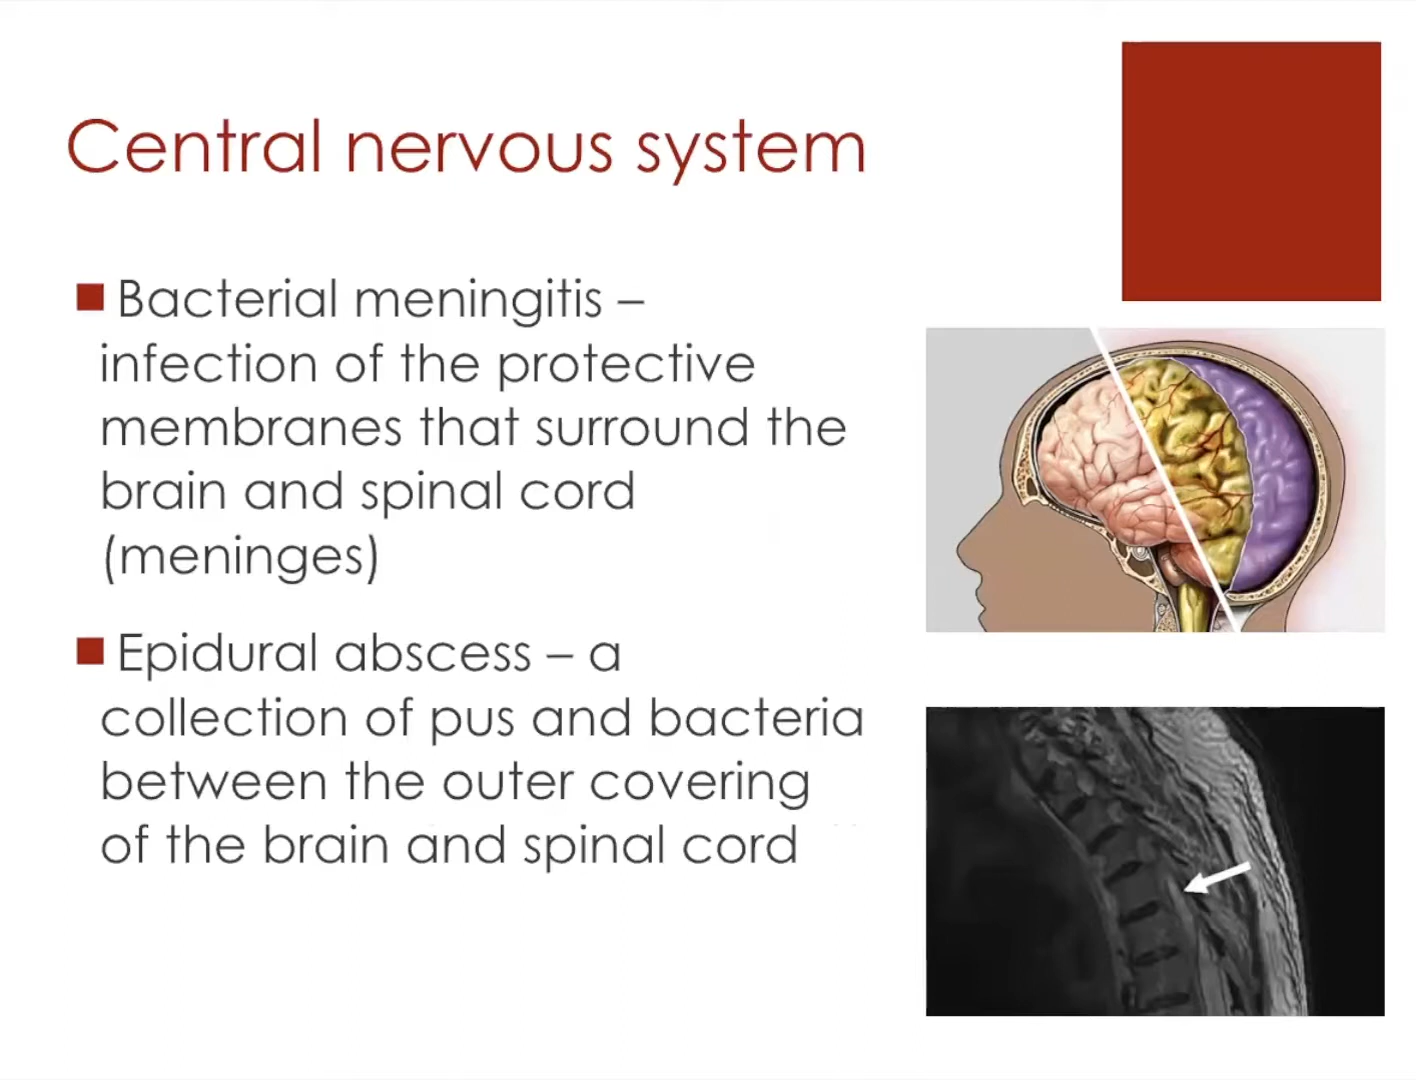 Central nervous system
Bacterial meningitis –
infection of the protective
membranes that surround the
brain and spinal cord
(meninges)
Epidural abscess – a
collection of pus and bacteria
between the outer covering
of the brain and spinal cord